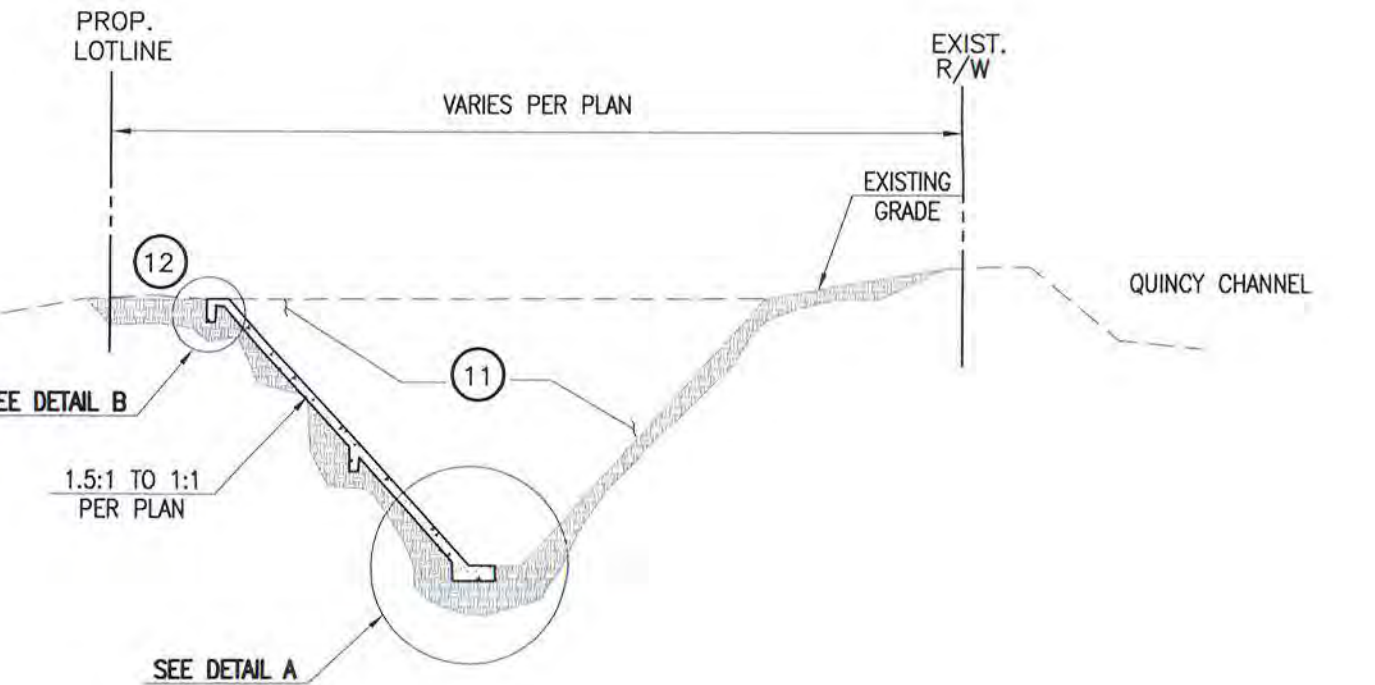 PROP.
LOTLINE
EXIST.
R/W
VARIES PER PLAN
EXISTING
GRADE
12
QUINCY CHANNEL
11
EE DETAIL B
1.5:1 TO 1:1
PER PLAN
SEE DETAIL A